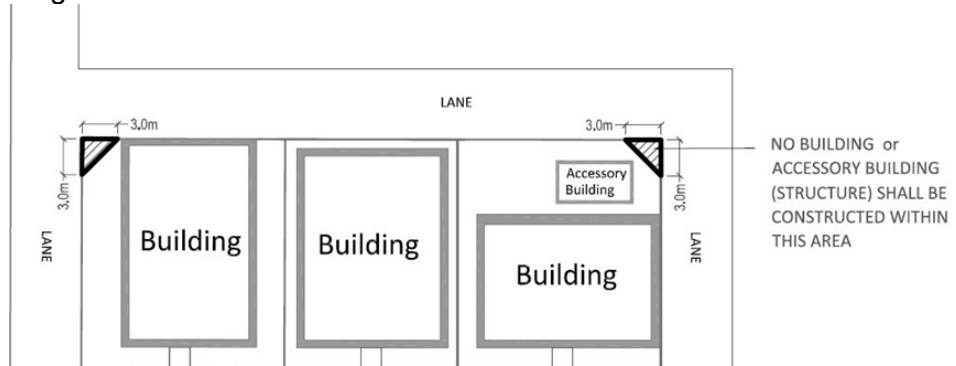 LANE
3.0m
3.0m
3.0m
3.0m
LANE
LANE
Building
Building
Accessory
Building
Building
NO BUILDING or
ACCESSORY BUILDING
(STRUCTURE) SHALL BE
CONSTRUCTED WITHIN
THIS AREA